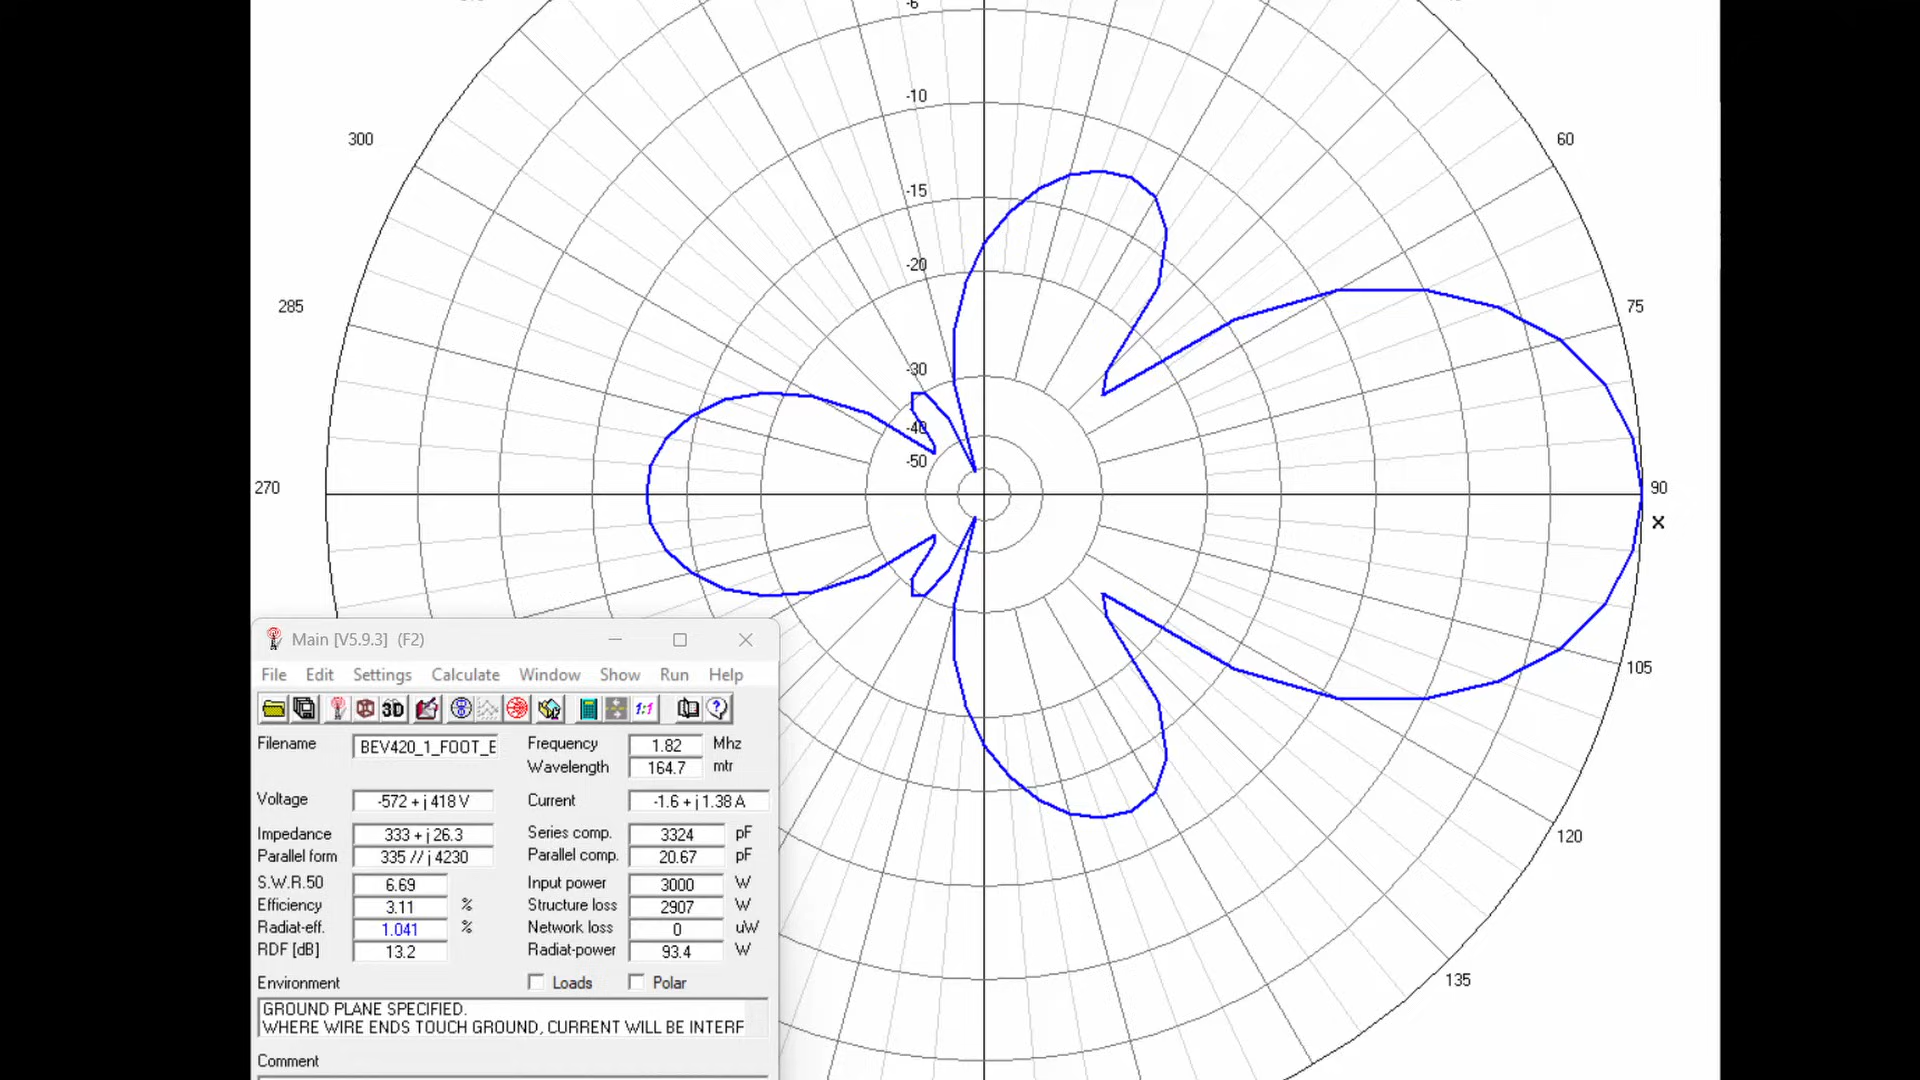 -6
-10
60
300
-15
-20
75
285
-30
-40
-50
90
270
X
Main [V5.9.3] (F2)
File Edit Settings Calculate Window Show Run Help
3D 1:1 ?
105
Filename BEV420_1_FOOT_E Frequency 1.82 Mhz
Wavelength 164.7 mtr
Voltage -572 + j 418 V Current -1.6 + j 1.38 A
Impedance 333 + j 26.3 Series comp. 3324 pF
Parallel form 335 // j 4230 Parallel comp. 20.67 pF
120
S.W.R.50 6.69 Input power 3000 W
Efficiency 3.11 % Structure loss 2907 W
Radiat-eff. 1.041 % Network loss 0 uW
RDF [dB] 13.2 Radiat-power 93.4 W
135
Environment Loads Polar
GROUND PLANE SPECIFIED.
WHERE WIRE ENDS TOUCH GROUND, CURRENT WILL BE INTERF
Comment